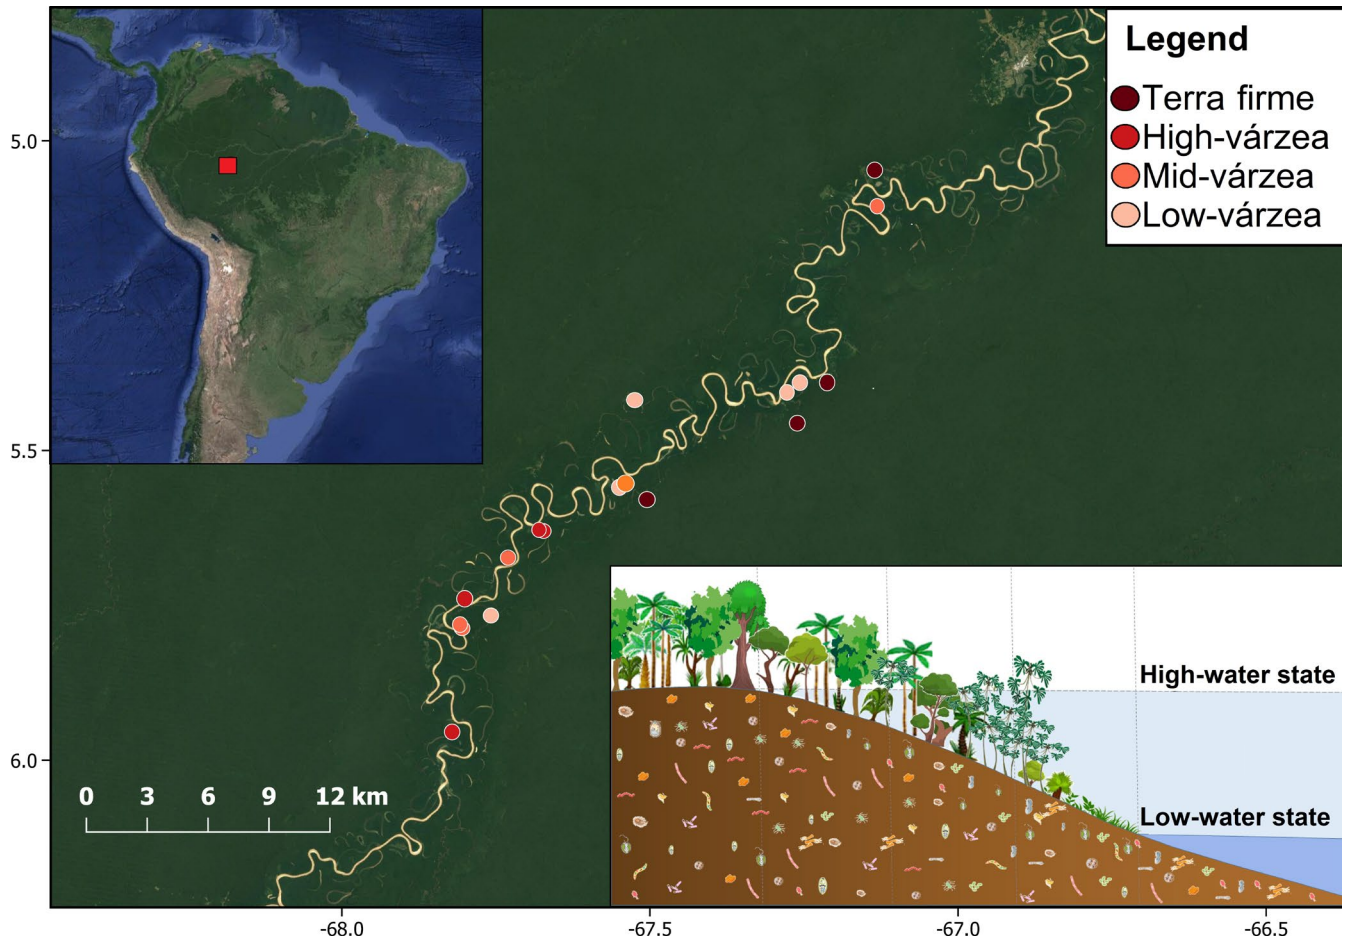 Legend
Terra firme
High-várzea
Mid-várzea
Low-várzea
5.0
5.5
6.0
0 3 6 9 12 km
High-water state
Low-water state
-68.0 -67.5 -67.0 -66.5